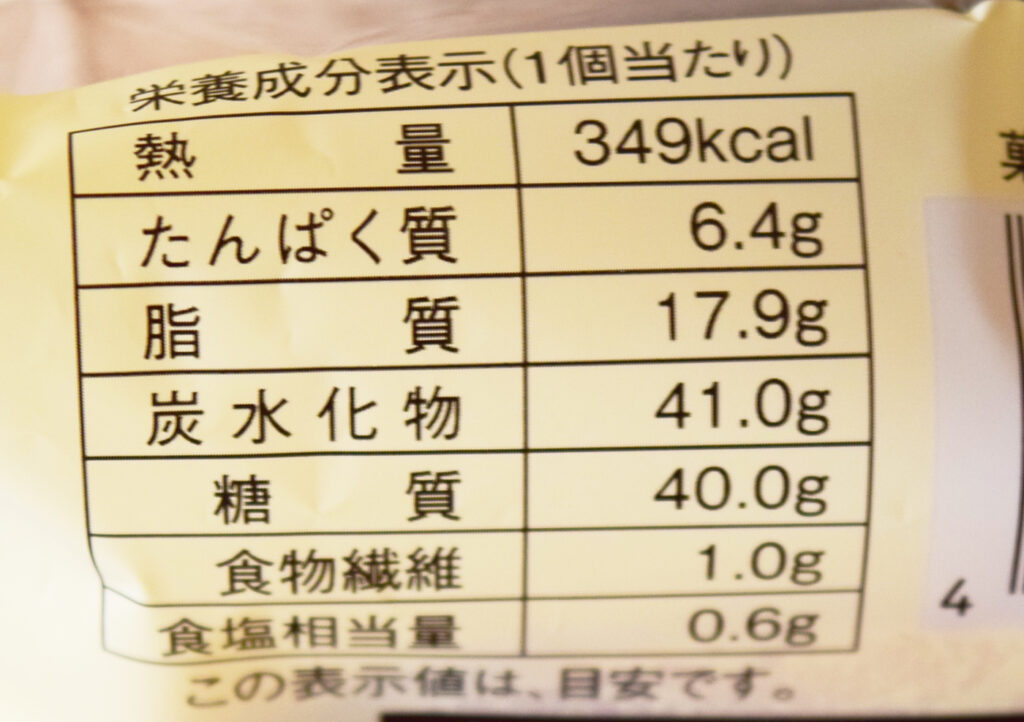 栄養成分表示(1個当たり)
熱量 349kcal
たんぱく質 6.4g
脂質 17.9g
炭水化物 41.0g
糖質 40.0g
食物繊維 1.0g
食塩相当量 0.6g
この表示値は、目安です。
菓
4